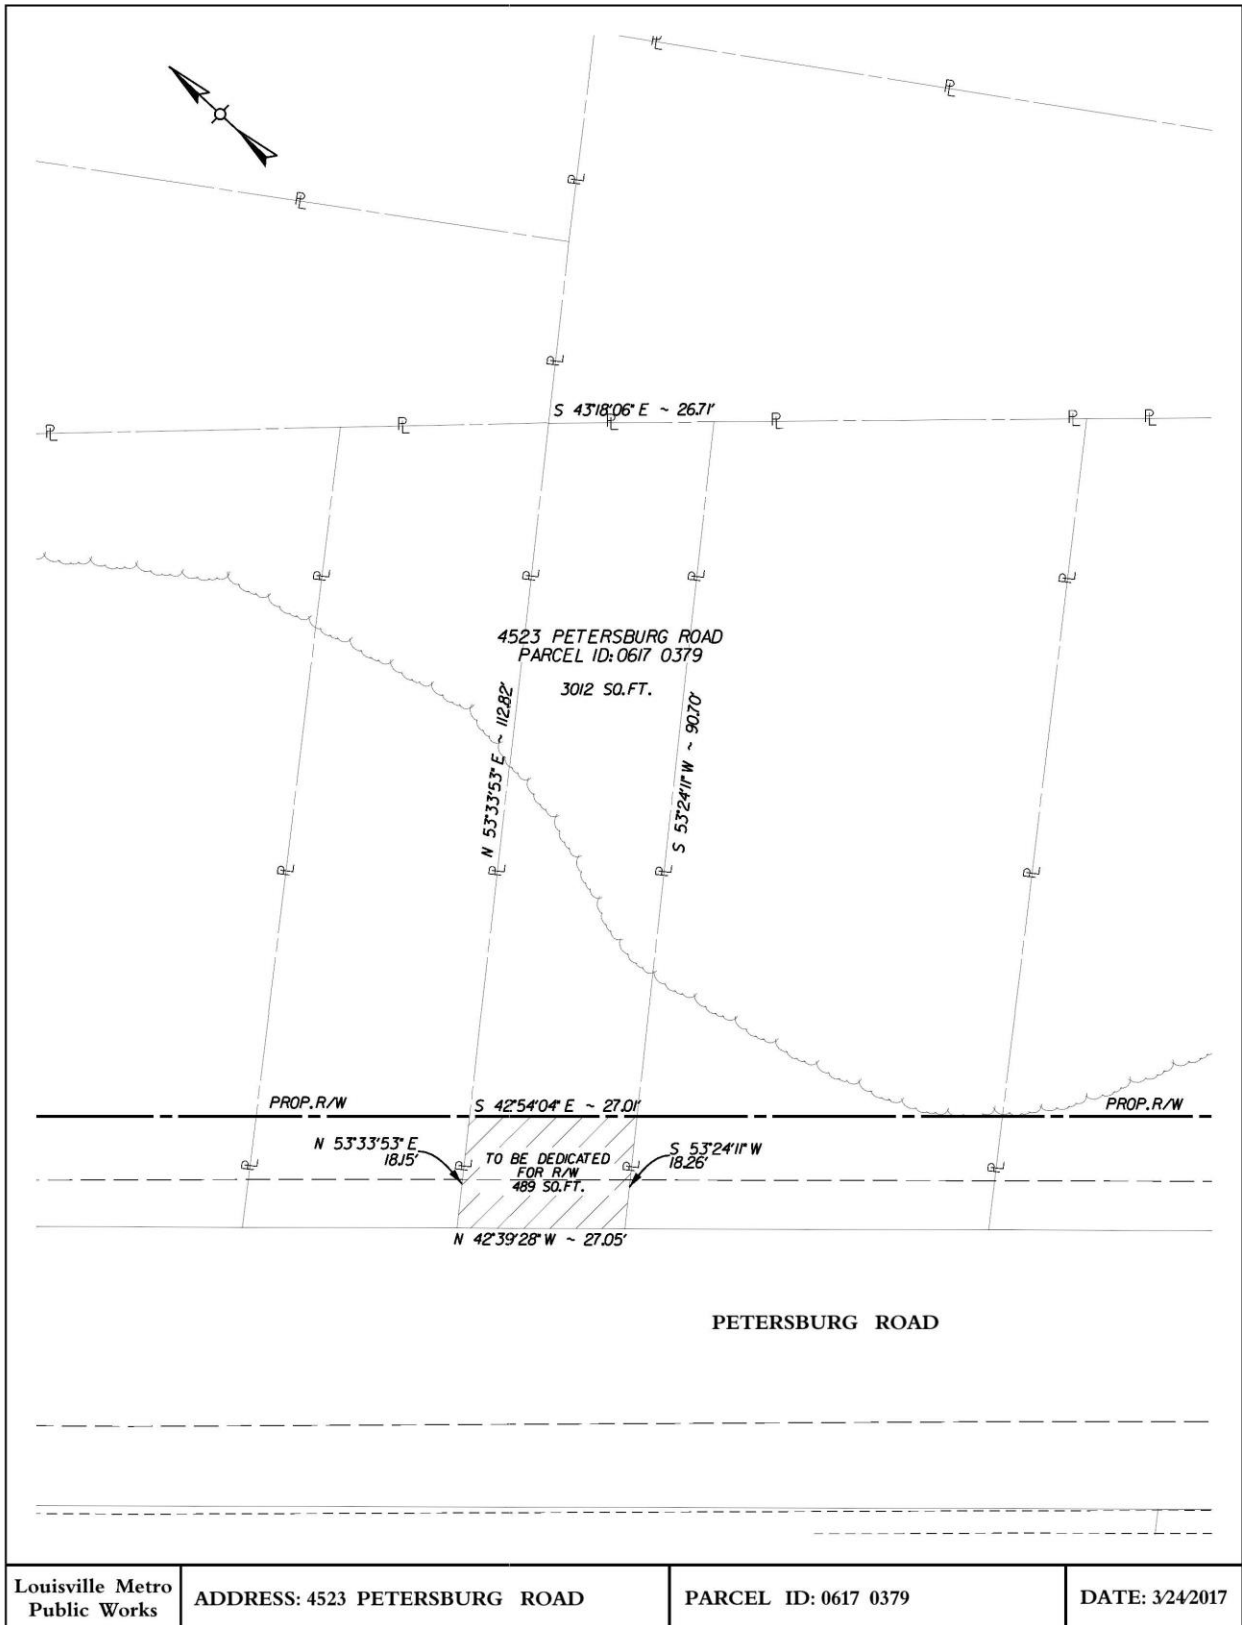 S 43°18'06" E ~ 26.71'
4523 PETERSBURG ROAD
PARCEL ID: 0617 0379
3012 SQ.FT.
N 53°33'53" E ~ 112.82'
S 53°24'11" W ~ 90.70'
PROP. R/W
S 42°54'04" E ~ 27.01'
PROP. R/W
N 53°33'53" E
18.15'
TO BE DEDICATED
FOR R/W
489 SQ.FT.
S 53°24'11" W
18.26'
N 42°39'28" W ~ 27.05'
PETERSBURG ROAD
Louisville Metro
Public Works
ADDRESS: 4523 PETERSBURG ROAD
PARCEL ID: 0617 0379
DATE: 3/24/2017